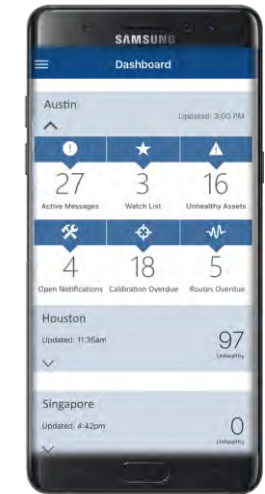 SAMSUNG
Dashboard
Austin
Updated: 3:00 PM
27 3 16
Active Messages Watch List Unhealthy Assets
4 18 5
Open Notifications Calibration Overdue Routes Overdue
Houston
Updated: 11:35am 97
Unhealthy
Singapore
Updated: 4:42pm 0
Unhealthy